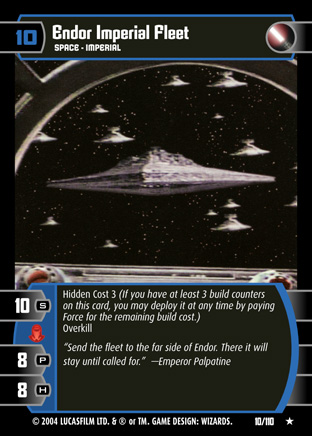 10
Endor Imperial Fleet
SPACE - IMPERIAL
10 S
Hidden Cost 3 (If you have at least 3 build counters
on this card, you may deploy it at any time by paying
Force for the remaining build cost.)
Overkill
8 P
"Send the fleet to the far side of Endor. There it will
stay until called for." —Emperor Palpatine
8 H
© 2004 LUCASFILM LTD. & ® or TM. GAME DESIGN: WIZARDS. 10/110